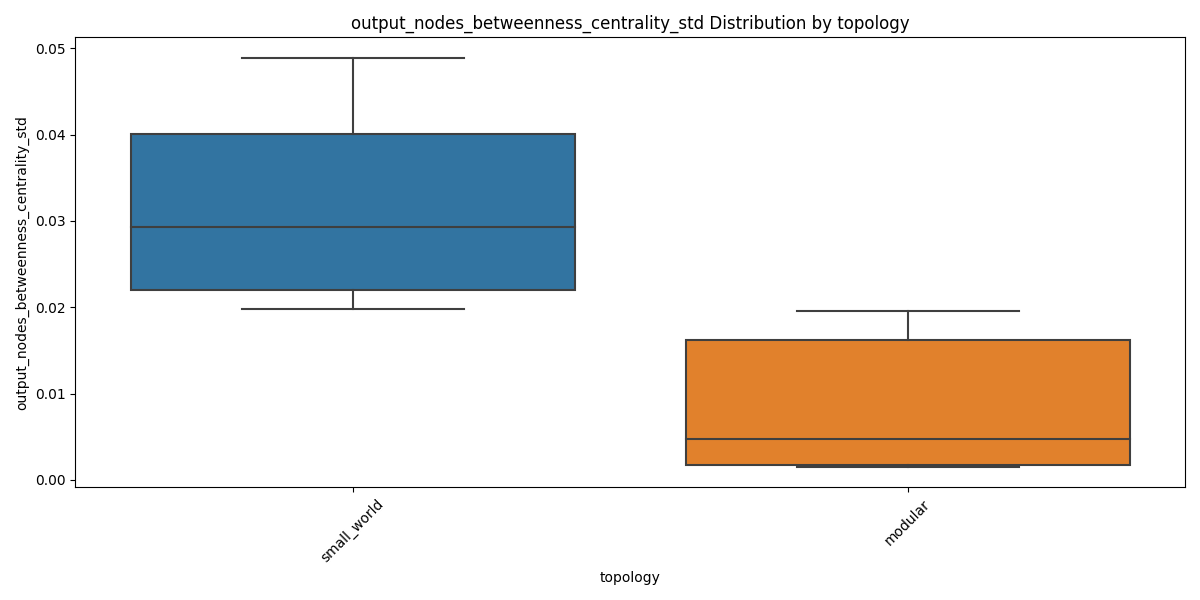 output_nodes_betweenness_centrality_std Distribution by topology
output_nodes_betweenness_centrality_std
0.05
0.04
0.03
0.02
0.01
0.00
small_world
modular
topology